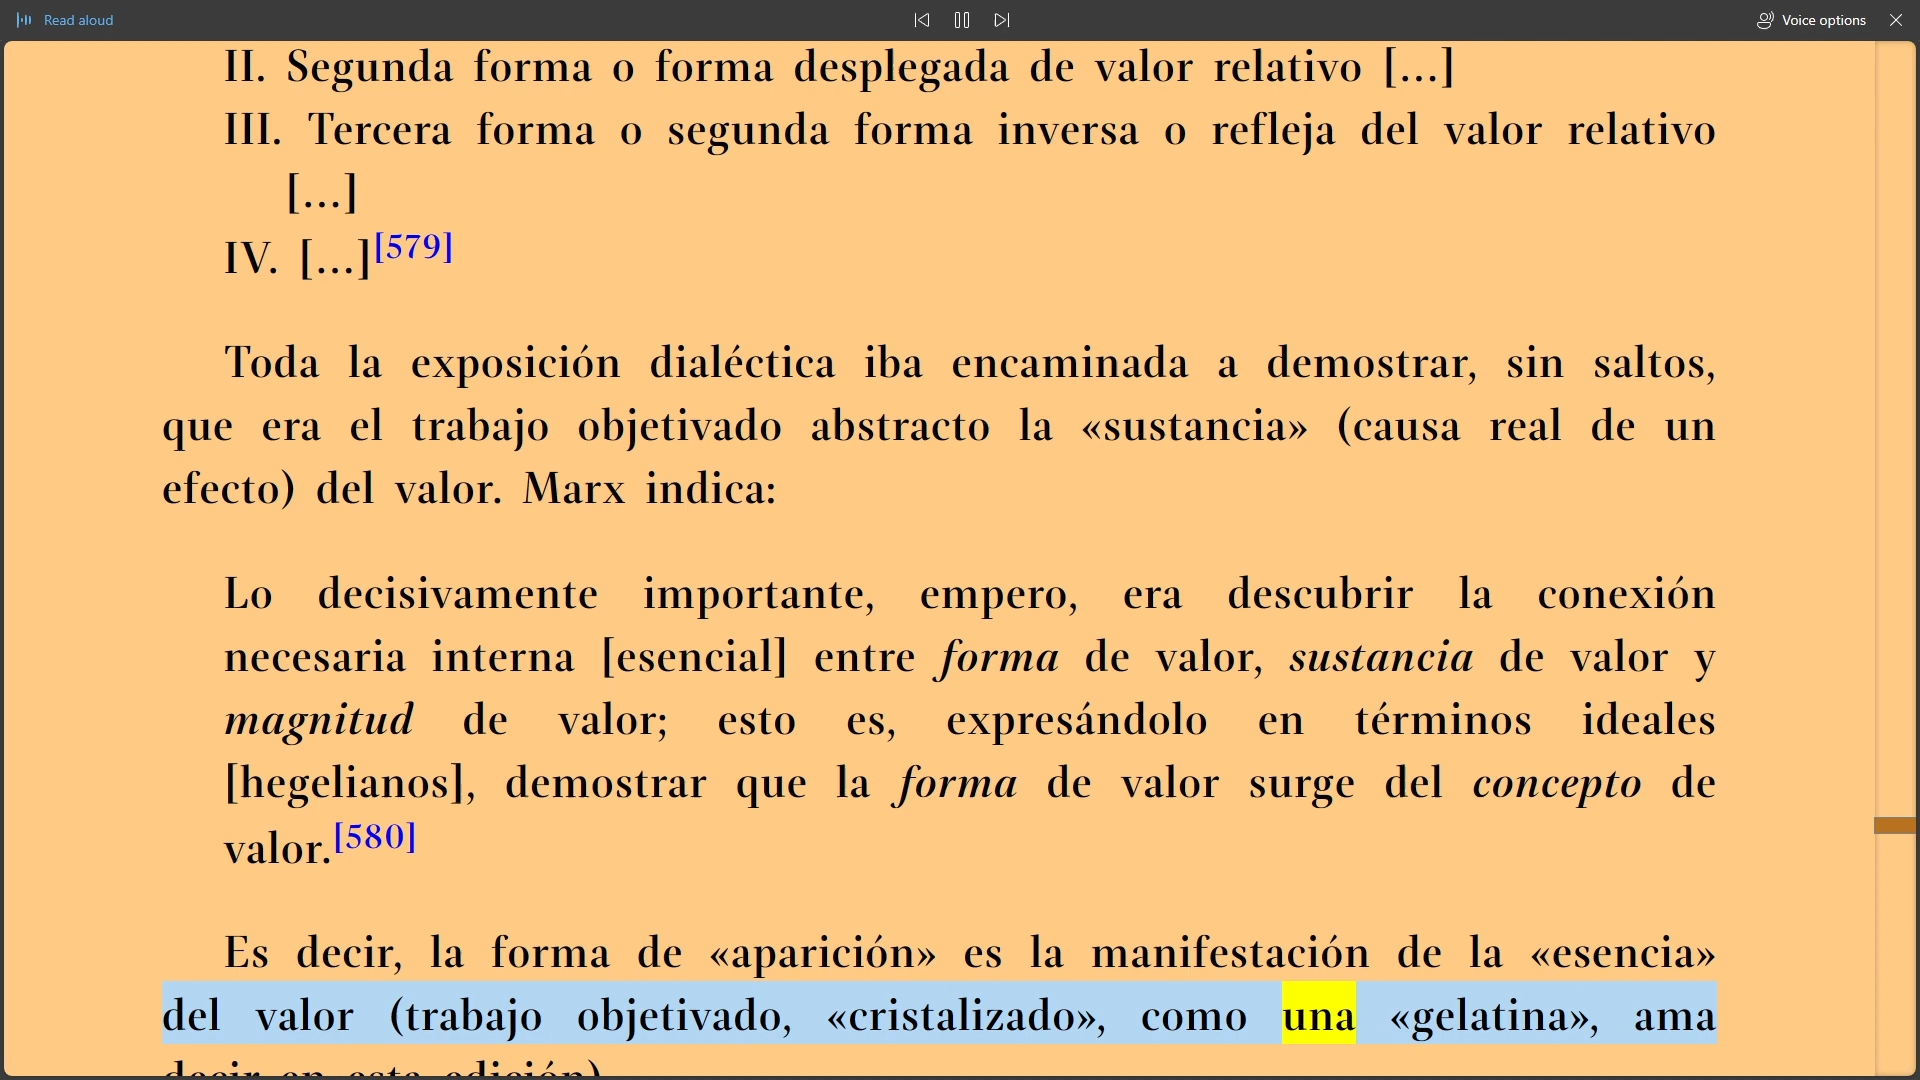 Read aloud
Voice options
II. Segunda forma o forma desplegada de valor relativo [...]
III. Tercera forma o segunda forma inversa o refleja del valor relativo
[...]
IV. [...][579]
Toda la exposición dialéctica iba encaminada a demostrar, sin saltos,
que era el trabajo objetivado abstracto la «sustancia» (causa real de un
efecto) del valor. Marx indica:
Lo decisivamente importante, empero, era descubrir la conexión
necesaria interna [esencial] entre forma de valor, sustancia de valor y
magnitud de valor; esto es, expresándolo en términos ideales
[hegelianos], demostrar que la forma de valor surge del concepto de
valor.[580]
Es decir, la forma de «aparición» es la manifestación de la «esencia»
del valor (trabajo objetivado, «cristalizado», como una «gelatina», ama
decir en esta edición)